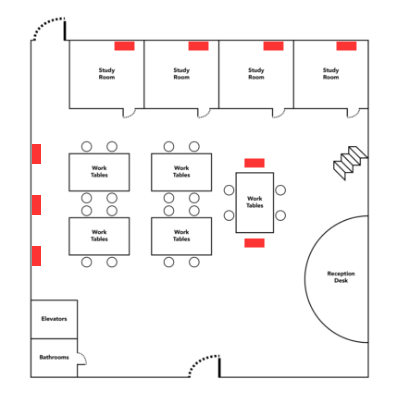 Study
Room
Study
Room
Study
Room
Study
Room
Work
Tables
Work
Tables
Work
Tables
Work
Tables
Work
Tables
Reception
Desk
Elevators
Bathrooms